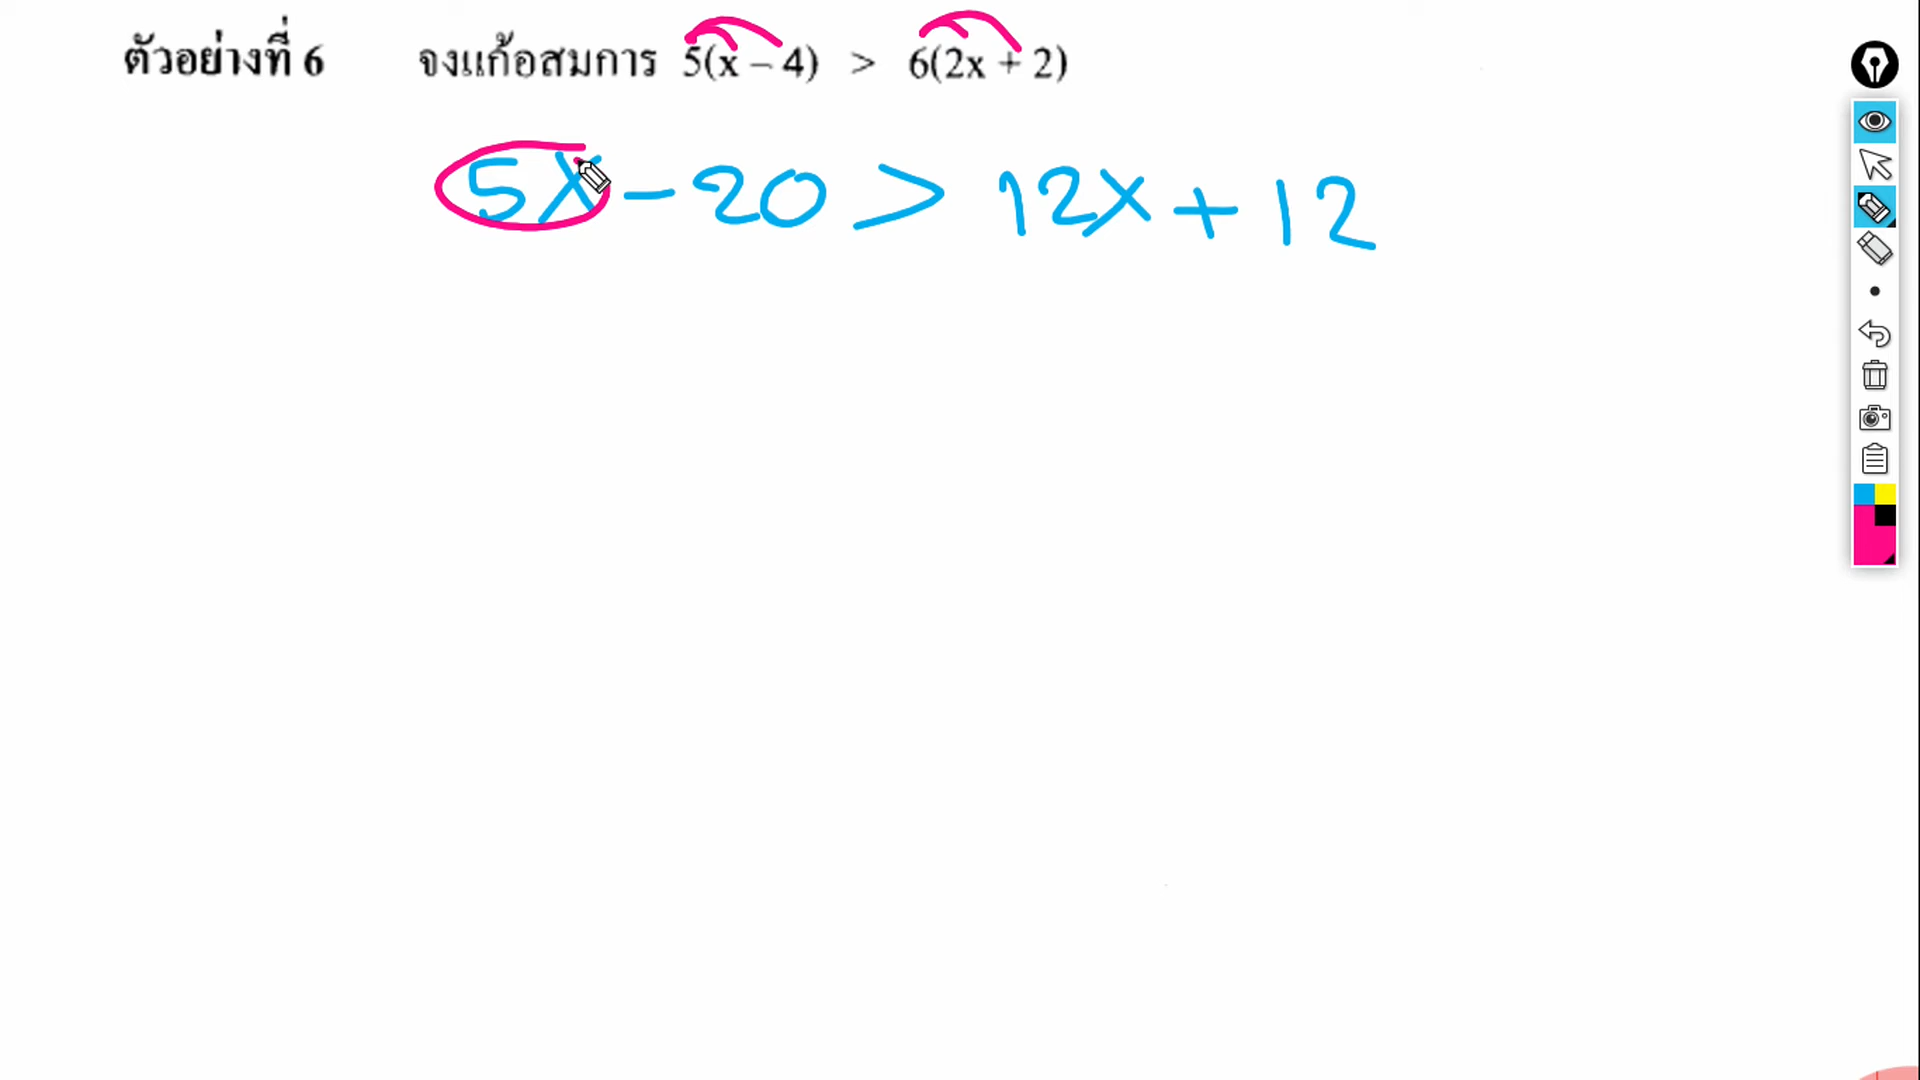 ตัวอย่างที่ 6 จงแก้อสมการ 5(x – 4) > 6(2x + 2)
5x – 20 > 12x + 12